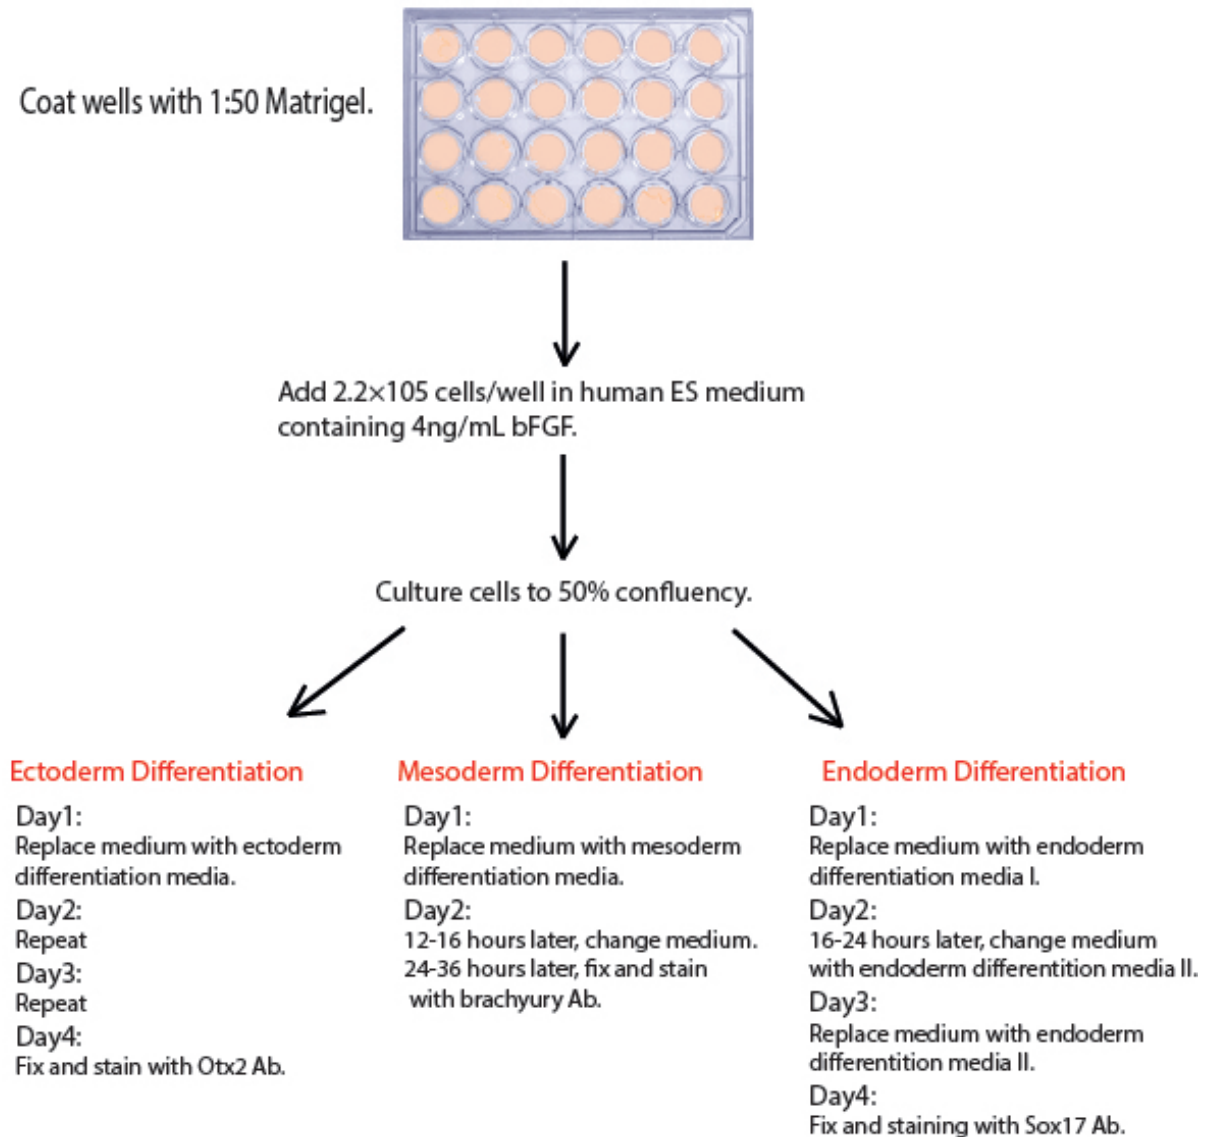 Coat wells with 1:50 Matrigel.
Add 2.2×105 cells/well in human ES medium
containing 4ng/mL bFGF.
Culture cells to 50% confluency.
Ectoderm Differentiation
Day1:
Replace medium with ectoderm
differentiation media.
Day2:
Repeat
Day3:
Repeat
Day4:
Fix and stain with Otx2 Ab.
Mesoderm Differentiation
Day1:
Replace medium with mesoderm
differentiation media.
Day2:
12-16 hours later, change medium.
24-36 hours later, fix and stain
with brachyury Ab.
Endoderm Differentiation
Day1:
Replace medium with endoderm
differentiation media I.
Day2:
16-24 hours later, change medium
with endoderm differentition media II.
Day3:
Replace medium with endoderm
differentition media II.
Day4:
Fix and staining with Sox17 Ab.